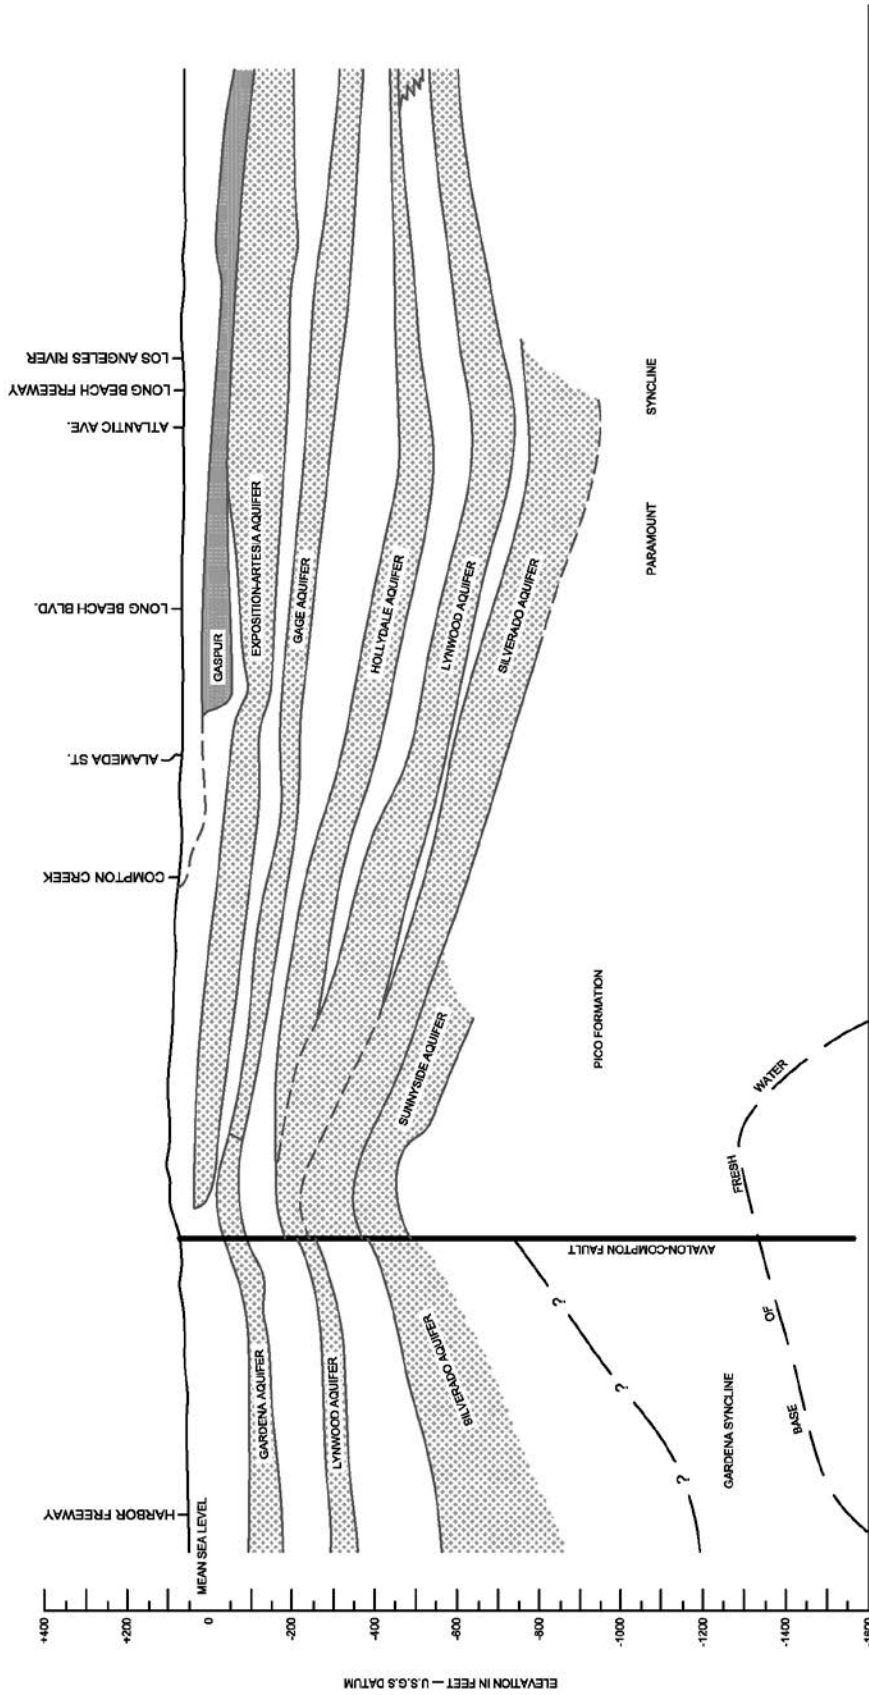 HARBOR FREEWAY
COMPTON CREEK
ALAMEDA ST.
LONG BEACH BLVD.
ATLANTIC AVE.
LONG BEACH FREEWAY
LOS ANGELES RIVER
ELEVATION IN FEET — U.S.G.S DATUM
+400
+200
0
-200
-400
-600
-800
-1000
-1200
-1400
-1600
MEAN SEA LEVEL
GARDENA AQUIFER
LYNWOOD AQUIFER
SILVERADO AQUIFER
?
?
?
GARDENA SYNCLINE
BASE
OF
FRESH
WATER
AVALON-COMPTON FAULT
SUNNYSIDE AQUIFER
PICO FORMATION
GASPUR
EXPOSITION-ARTESIA AQUIFER
GAGE AQUIFER
HOLLYDALE AQUIFER
LYNWOOD AQUIFER
SILVERADO AQUIFER
PARAMOUNT
SYNCLINE